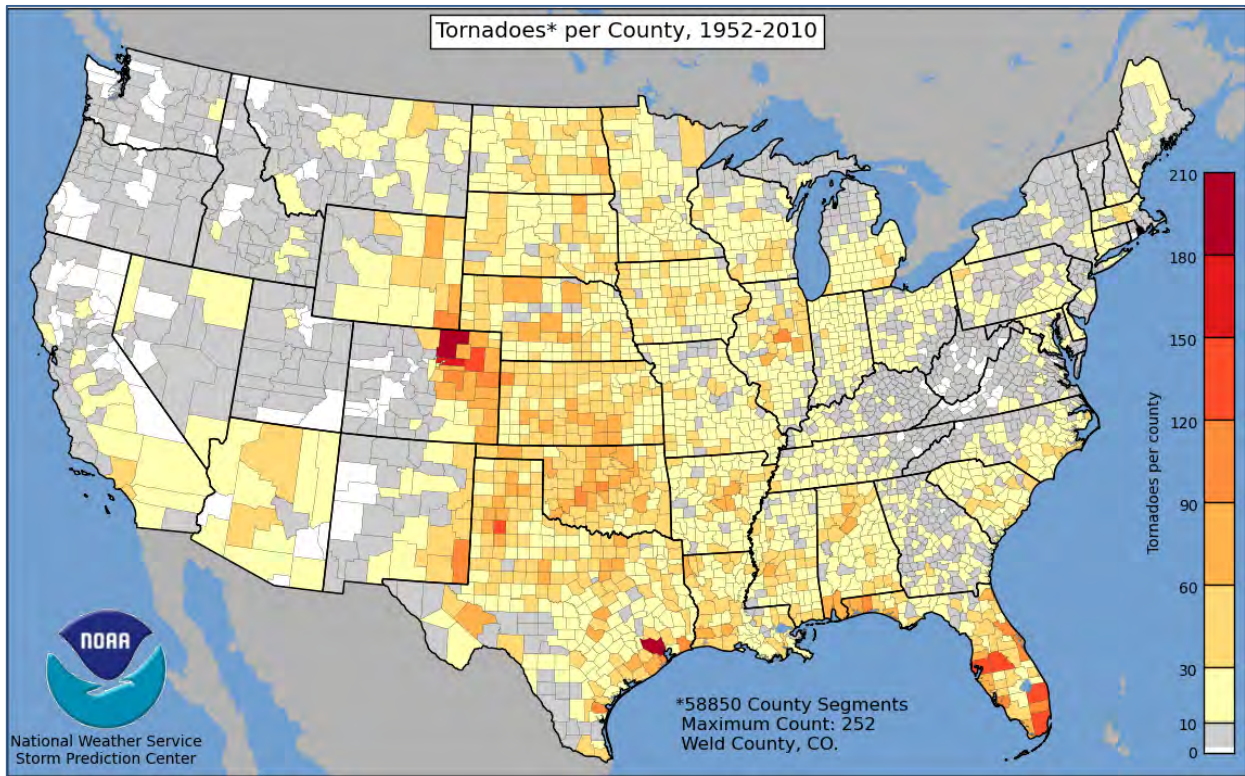 Tornadoes* per County, 1952-2010
210
180
150
120
90
60
30
10
0
Tornadoes per county
NOAA
National Weather Service
Storm Prediction Center
*58850 County Segments
Maximum Count: 252
Weld County, CO.